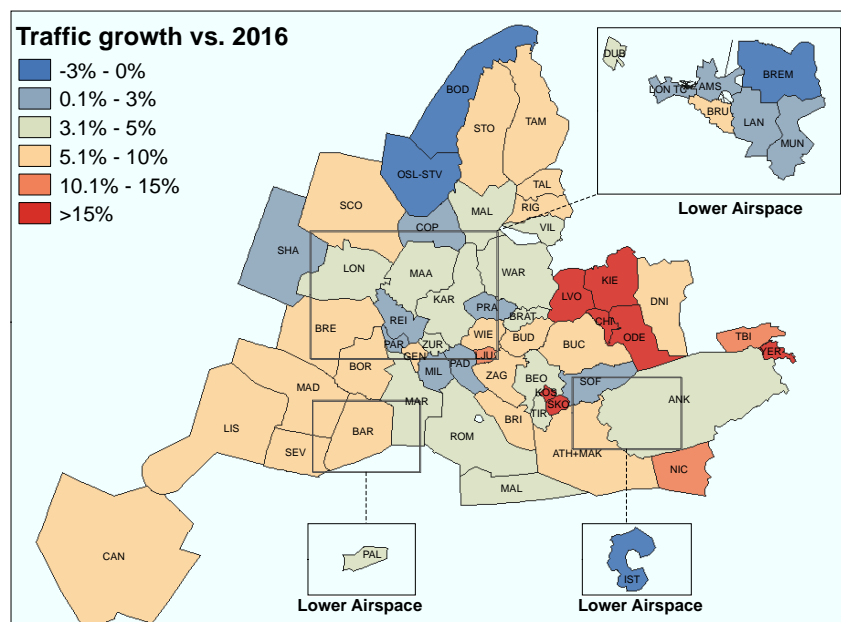 Traffic growth vs. 2016
-3% - 0%
0.1% - 3%
3.1% - 5%
5.1% - 10%
10.1% - 15%
>15%
DUB
BREM
LON TC
AMS
BRU
LAN
MUN
Lower Airspace
BOD
STO
TAM
OSL-STV
TAL
RIG
SCO
MAL
COP
VIL
SHA
LON
MAA
WAR
KIE
LVO
DNI
KAR
PRA
BRAT
CHI
ODE
REI
BRE
WIE
BUD
BUC
TBI
PAR
ZUR
GEN
LJU
YER
BOR
MIL
PAD
ZAG
BEO
SOF
MAD
MAR
KOS
SKO
ANK
LIS
TIR
BAR
BRI
ROM
SEV
ATH+MAK
NIC
MAL
CAN
PAL
IST
Lower Airspace
Lower Airspace